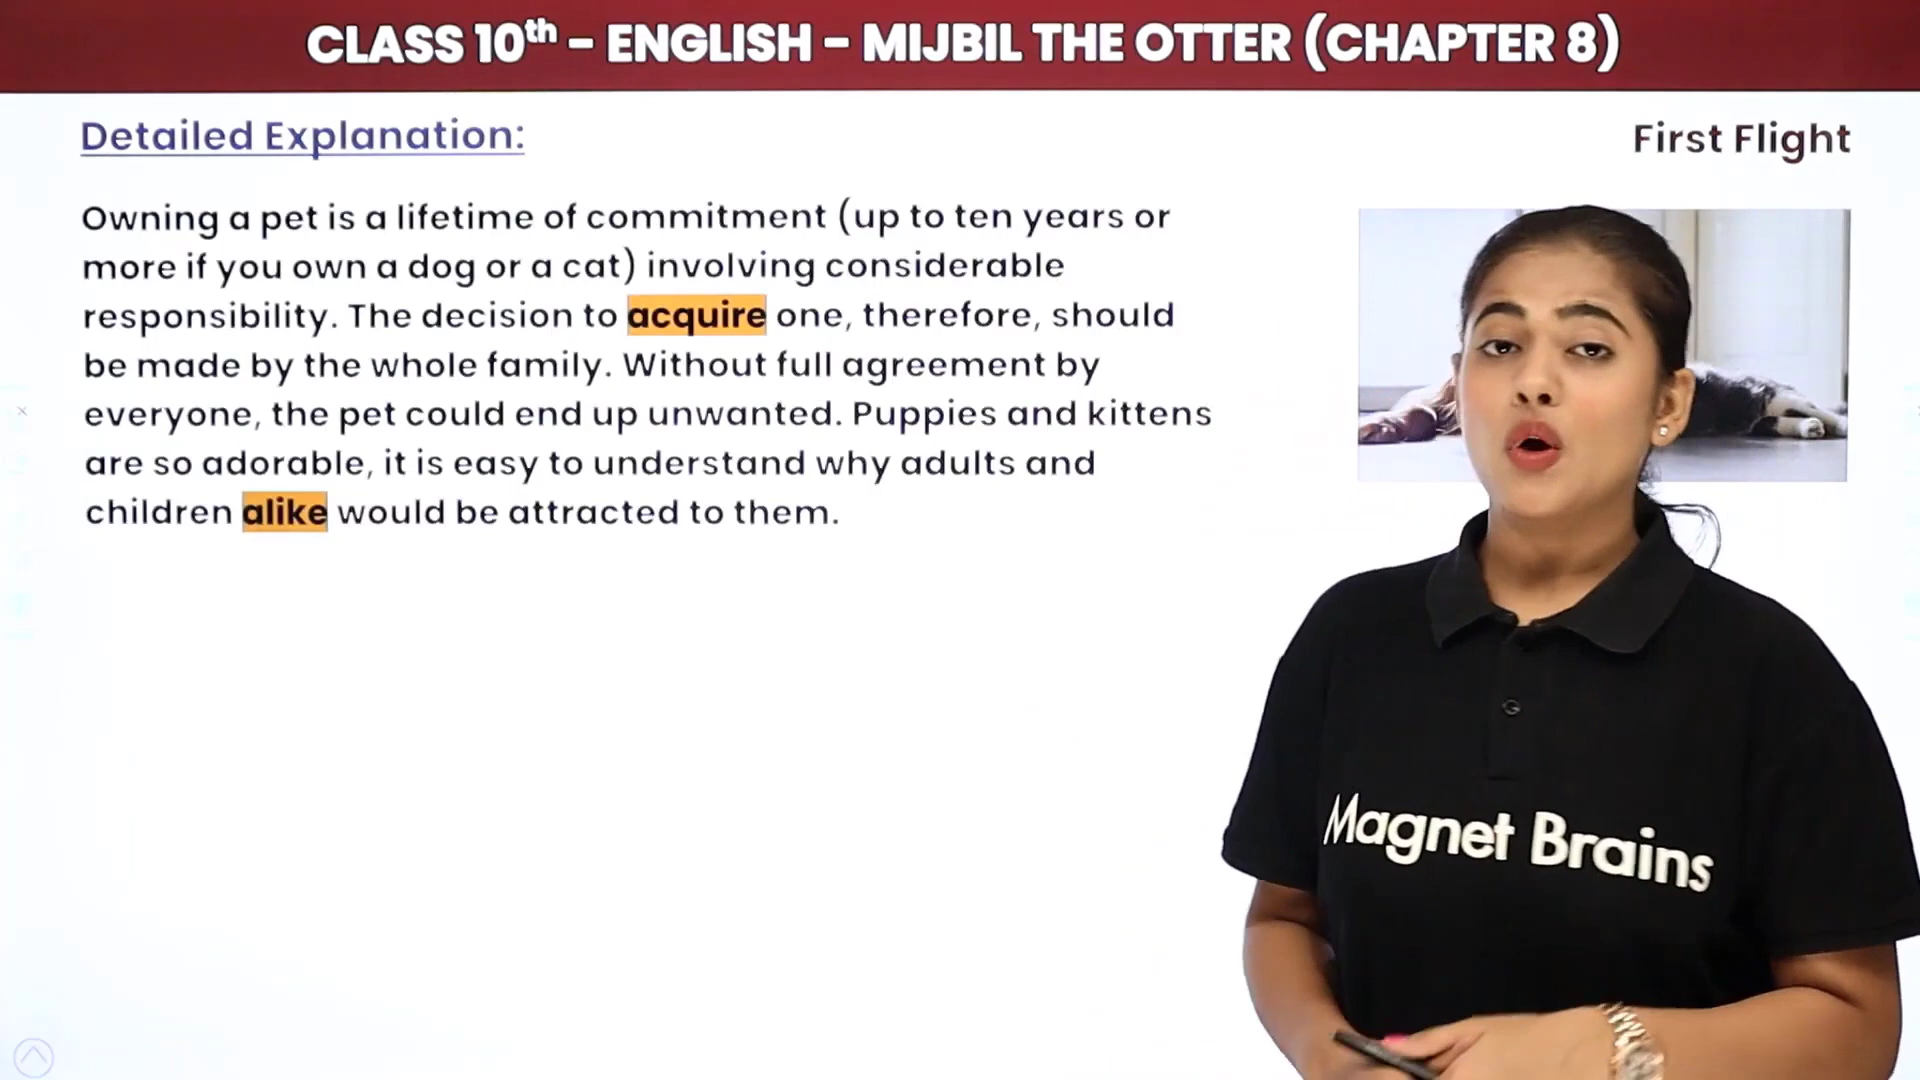 CLASS 10th – ENGLISH – MIJBIL THE OTTER (CHAPTER 8)
Detailed Explanation:
First Flight
Owning a pet is a lifetime of commitment (up to ten years or
more if you own a dog or a cat) involving considerable
responsibility. The decision to acquire one, therefore, should
be made by the whole family. Without full agreement by
everyone, the pet could end up unwanted. Puppies and kittens
are so adorable, it is easy to understand why adults and
children alike would be attracted to them.
Magnet Brains